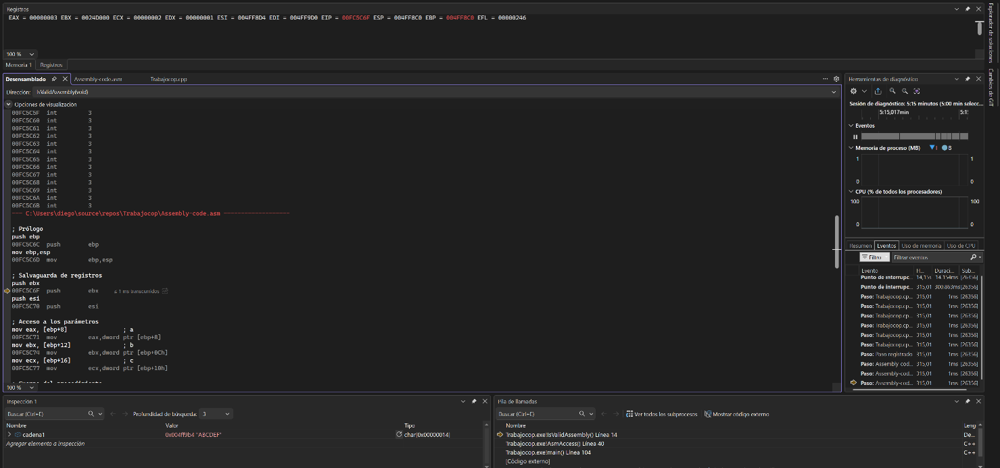 Registros
EAX = 00000003 EBX = 0024D000 ECX = 00000002 EDX = 00000001 ESI = 004FF8D4 EDI = 004FF9D0 EIP = 00FC5C6F ESP = 004FF8C0 EBP = 004FF8C0 EFL = 00000246
100 %
Memoria 1 Registros
Desensamblado Assembly-code.asm Trabajocop.cpp
Dirección: IsValidAssembly(void)
Opciones de visualización
00FC5C5F int 3
00FC5C60 int 3
00FC5C61 int 3
00FC5C62 int 3
00FC5C63 int 3
00FC5C64 int 3
00FC5C65 int 3
00FC5C66 int 3
00FC5C67 int 3
00FC5C68 int 3
00FC5C69 int 3
00FC5C6A int 3
00FC5C6B int 3
--- C:\Users\diego\source\repos\Trabajocop\Assembly-code.asm -------------------
; Prólogo
push ebp
00FC5C6C push ebp
mov ebp,esp
00FC5C6D mov ebp,esp
; Salvaguarda de registros
push ebx
00FC5C6F push ebx ≤ 1 ms transcurridos
push esi
00FC5C70 push esi
; Acceso a los parámetros
mov eax, [ebp+8] ; a
00FC5C71 mov eax,dword ptr [ebp+8]
mov ebx, [ebp+12] ; b
00FC5C74 mov ebx,dword ptr [ebp+0Ch]
mov ecx, [ebp+16] ; c
00FC5C77 mov ecx,dword ptr [ebp+10h]
; Cuerpo del procedimiento
100 %
Herramientas de diagnóstico
Sesión de diagnóstico: 5:15 minutos (5:00 min selecc...
5:15,017min 5:1
Eventos
Memoria de proceso (MB) I B
1 1
0 0
CPU (% de todos los procesadores)
100 100
0 0
Resumen Eventos Uso de memoria Uso de CPU
Filtro Filtrar eventos
Evento H... Duraci... Sub...
Punto de interrupc... 14,15s 14.154ms [26356]
Punto de interrupc... 315,01 300.863ms [26356]
Paso: Trabajocop.cp... 315,01 1ms [26356]
Paso: Trabajocop.cp... 315,01 1ms [26356]
Paso: Trabajocop.cp... 315,01 1ms [26356]
Paso: Trabajocop.cp... 315,01 1ms [26356]
Paso: Trabajocop.cp... 315,01 1ms [26356]
Paso: Trabajocop.cp... 315,01 1ms [26356]
Paso: Paso registrado 315,01 1ms [26356]
Paso: Assembly-cod... 315,01 1ms [26356]
Paso: Assembly-cod... 315,01 1ms [26356]
Paso: Assembly-cod... 315,01 1ms [26356]
Explorador de soluciones
Cambios de GIT
Inspección 1
Buscar (Ctrl+E) Profundidad de búsqueda: 3
Nombre Valor Tipo
cadena1 0x004ff9b4 "ABCDEF" char[0x00000014]
Agregar elemento a inspección
Pila de llamadas
Buscar (Ctrl+E) Ver todos los subprocesos Mostrar código externo
Nombre Leng
Trabajocop.exe!IsValidAssembly() Línea 14 De...
Trabajocop.exe!AsmAccess() Línea 40 C++
Trabajocop.exe!main() Línea 104 C++
[Código externo]